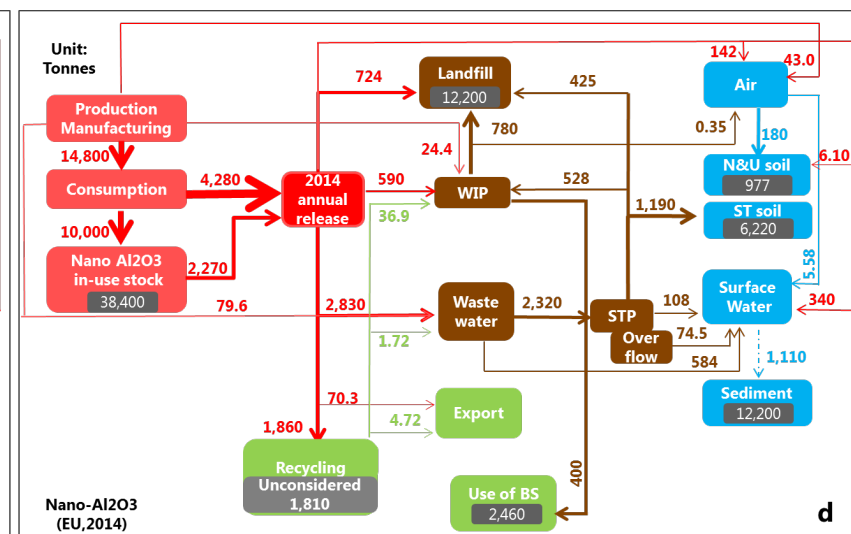 Unit:
Tonnes
142
43.0
724
Landfill
12,200
425
Air
Production
Manufacturing
780
0.35
180
14,800
24.4
N&U soil
977
6.10
Consumption
4,280
2014
annual
release
590
WIP
528
36.9
1,190
ST soil
6,220
10,000
Nano Al2O3
in-use stock
38,400
2,270
5.58
79.6
2,830
Waste
water
2,320
STP
108
Surface
Water
340
Over
flow
74.5
1.72
584
1,110
70.3
Export
Sediment
12,200
4.72
1,860
Recycling
Unconsidered
1,810
400
Use of BS
2,460
Nano-Al2O3
(EU,2014)
d